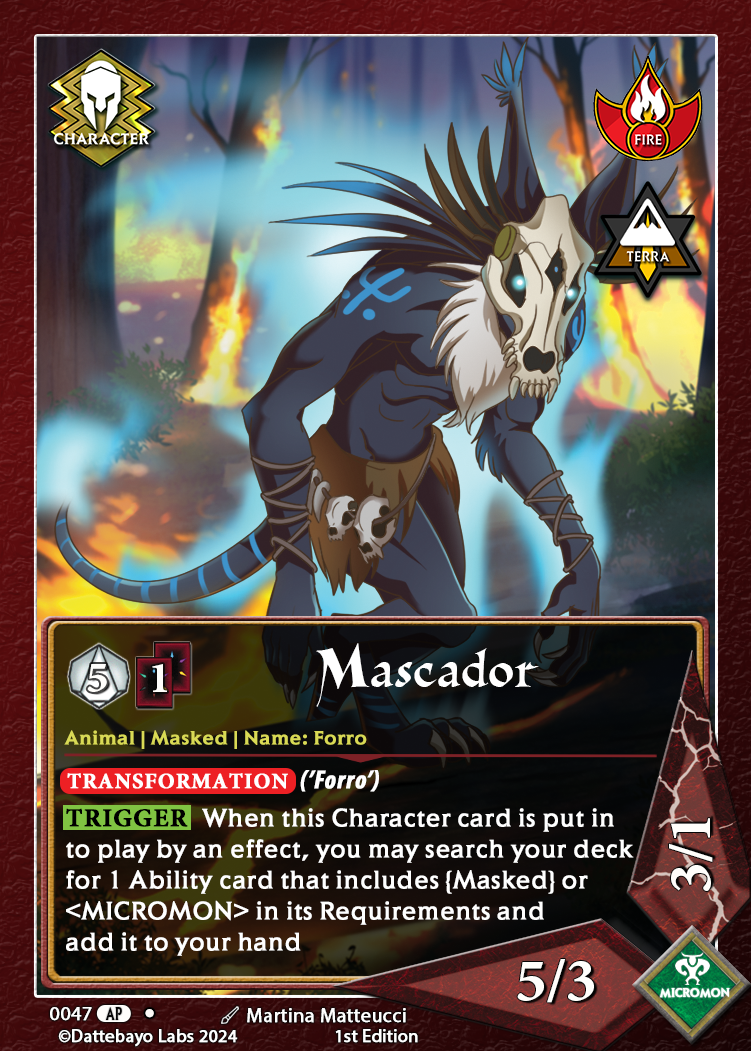 CHARACTER
FIRE
TERRA
5 1 Mascador
Animal | Masked | Name: Forro
TRANSFORMATION ('Forro')
TRIGGER When this Character card is put in
to play by an effect, you may search your deck
for 1 Ability card that includes {Masked} or
<MICROMON> in its Requirements and
add it to your hand
3/1
5/3
MICROMON
0047 AP • Martina Matteucci
©Dattebayo Labs 2024 1st Edition